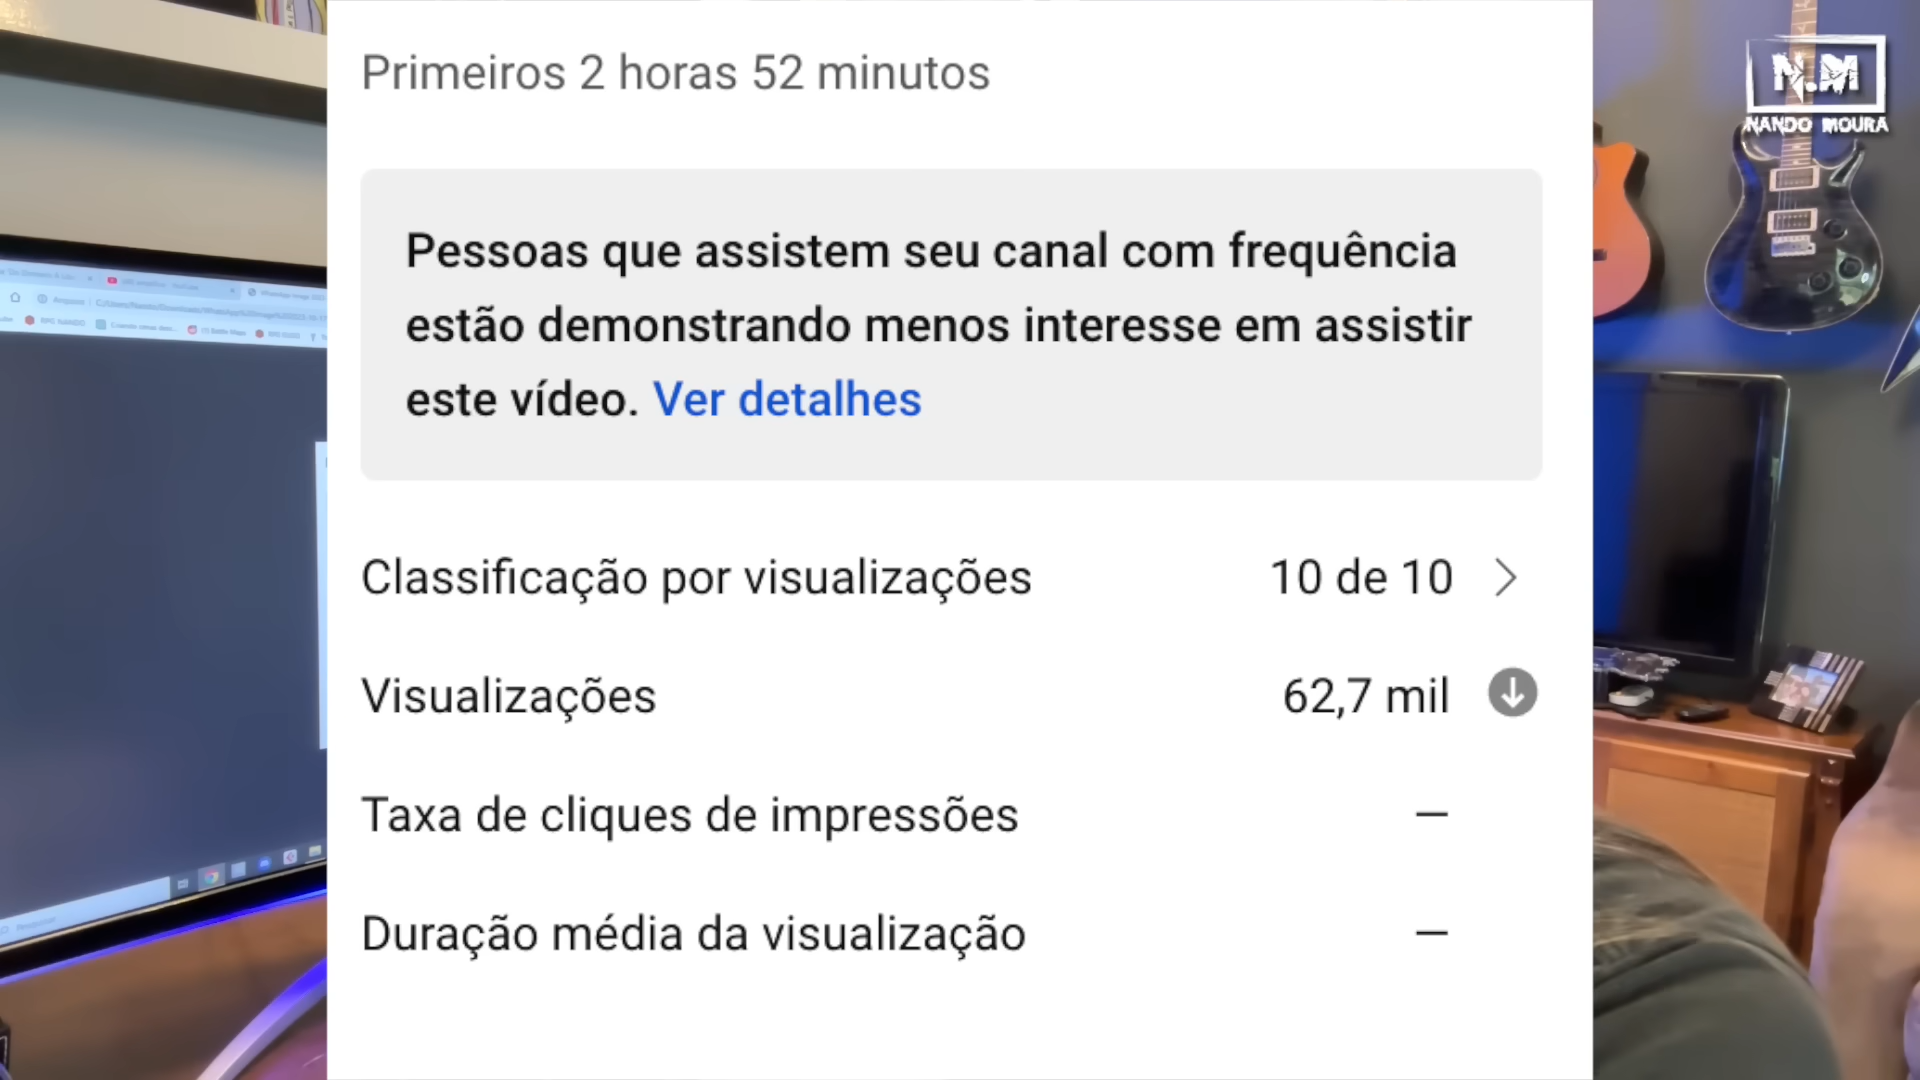 Primeiros 2 horas 52 minutos
N.M
NANDO MOURA
Pessoas que assistem seu canal com frequência
estão demonstrando menos interesse em assistir
este vídeo. Ver detalhes
Classificação por visualizações 10 de 10
Visualizações 62,7 mil
Taxa de cliques de impressões —
Duração média da visualização —